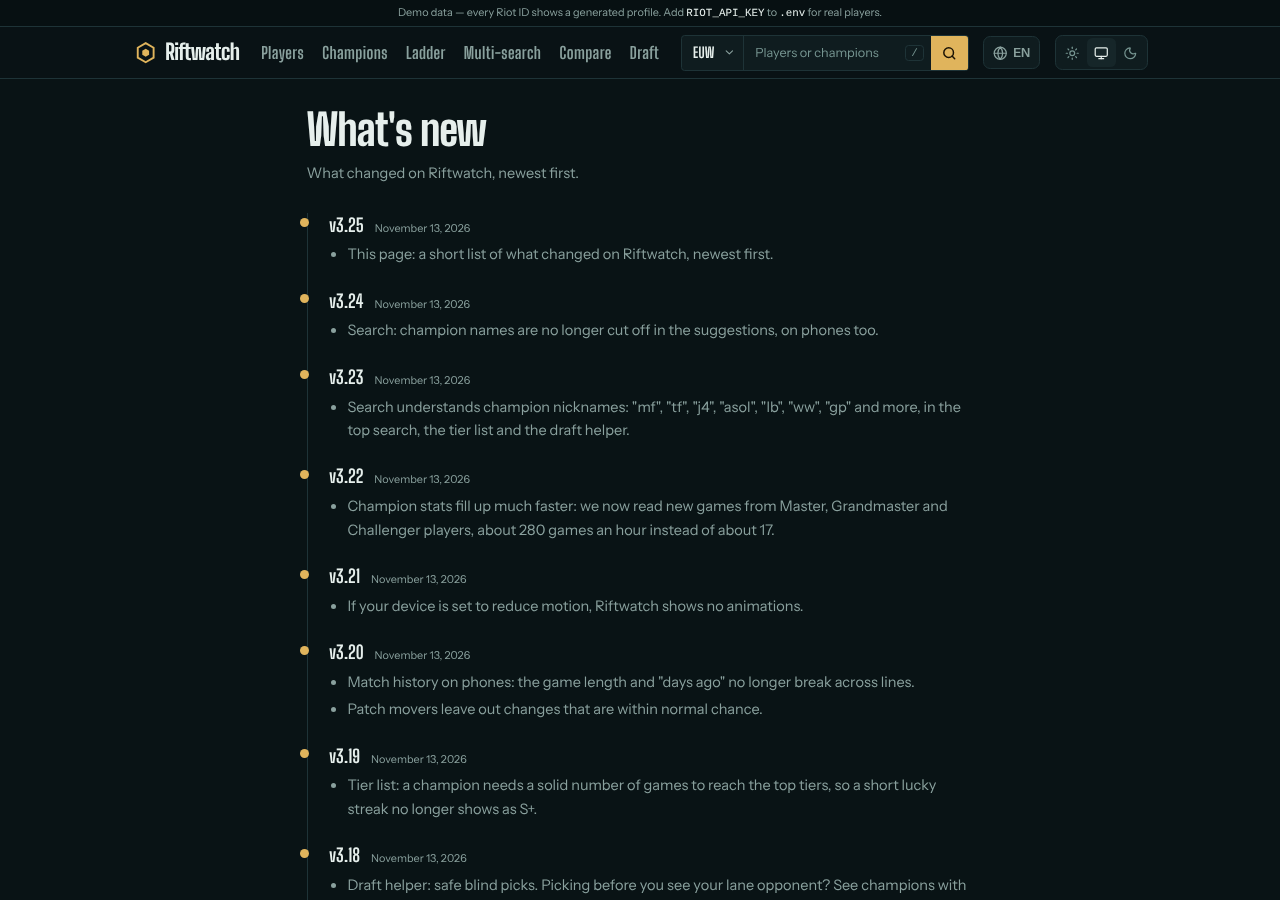 Demo data — every Riot ID shows a generated profile. Add RIOT_API_KEY to .env for real players.
Riftwatch
Players
Champions
Ladder
Multi-search
Compare
Draft
EUW
Players or champions
/
EN
What's new
What changed on Riftwatch, newest first.
v3.25 November 13, 2026
This page: a short list of what changed on Riftwatch, newest first.
v3.24 November 13, 2026
Search: champion names are no longer cut off in the suggestions, on phones too.
v3.23 November 13, 2026
Search understands champion nicknames: "mf", "tf", "j4", "asol", "lb", "ww", "gp" and more, in the
top search, the tier list and the draft helper.
v3.22 November 13, 2026
Champion stats fill up much faster: we now read new games from Master, Grandmaster and
Challenger players, about 280 games an hour instead of about 17.
v3.21 November 13, 2026
If your device is set to reduce motion, Riftwatch shows no animations.
v3.20 November 13, 2026
Match history on phones: the game length and "days ago" no longer break across lines.
Patch movers leave out changes that are within normal chance.
v3.19 November 13, 2026
Tier list: a champion needs a solid number of games to reach the top tiers, so a short lucky
streak no longer shows as S+.
v3.18 November 13, 2026
Draft helper: safe blind picks. Picking before you see your lane opponent? See champions with